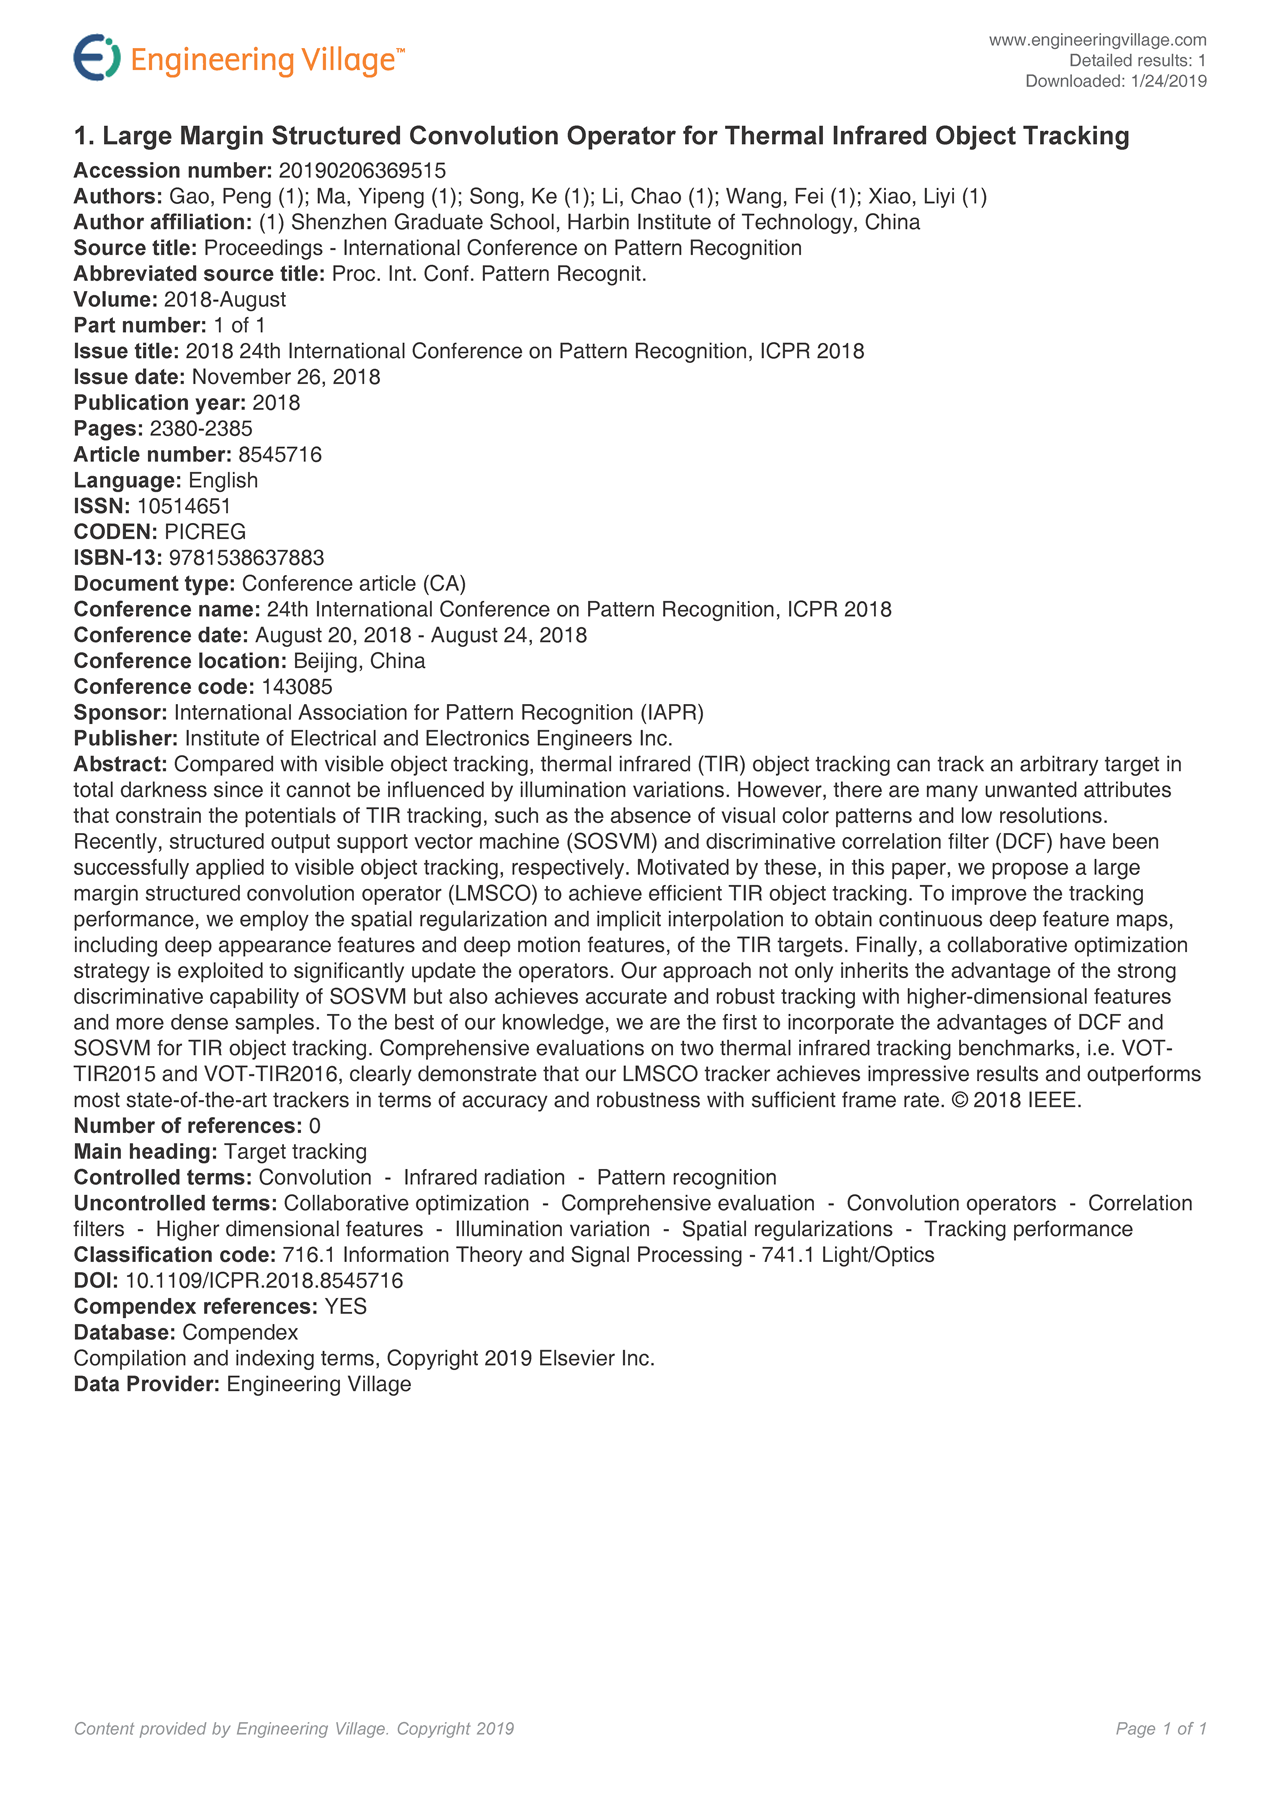 Engineering Village™
www.engineeringvillage.com
Detailed results: 1
Downloaded: 1/24/2019
1. Large Margin Structured Convolution Operator for Thermal Infrared Object Tracking
Accession number: 20190206369515
Authors: Gao, Peng (1); Ma, Yipeng (1); Song, Ke (1); Li, Chao (1); Wang, Fei (1); Xiao, Liyi (1)
Author affiliation: (1) Shenzhen Graduate School, Harbin Institute of Technology, China
Source title: Proceedings - International Conference on Pattern Recognition
Abbreviated source title: Proc. Int. Conf. Pattern Recognit.
Volume: 2018-August
Part number: 1 of 1
Issue title: 2018 24th International Conference on Pattern Recognition, ICPR 2018
Issue date: November 26, 2018
Publication year: 2018
Pages: 2380-2385
Article number: 8545716
Language: English
ISSN: 10514651
CODEN: PICREG
ISBN-13: 9781538637883
Document type: Conference article (CA)
Conference name: 24th International Conference on Pattern Recognition, ICPR 2018
Conference date: August 20, 2018 - August 24, 2018
Conference location: Beijing, China
Conference code: 143085
Sponsor: International Association for Pattern Recognition (IAPR)
Publisher: Institute of Electrical and Electronics Engineers Inc.
Abstract: Compared with visible object tracking, thermal infrared (TIR) object tracking can track an arbitrary target in
total darkness since it cannot be influenced by illumination variations. However, there are many unwanted attributes
that constrain the potentials of TIR tracking, such as the absence of visual color patterns and low resolutions.
Recently, structured output support vector machine (SOSVM) and discriminative correlation filter (DCF) have been
successfully applied to visible object tracking, respectively. Motivated by these, in this paper, we propose a large
margin structured convolution operator (LMSCO) to achieve efficient TIR object tracking. To improve the tracking
performance, we employ the spatial regularization and implicit interpolation to obtain continuous deep feature maps,
including deep appearance features and deep motion features, of the TIR targets. Finally, a collaborative optimization
strategy is exploited to significantly update the operators. Our approach not only inherits the advantage of the strong
discriminative capability of SOSVM but also achieves accurate and robust tracking with higher-dimensional features
and more dense samples. To the best of our knowledge, we are the first to incorporate the advantages of DCF and
SOSVM for TIR object tracking. Comprehensive evaluations on two thermal infrared tracking benchmarks, i.e. VOT-
TIR2015 and VOT-TIR2016, clearly demonstrate that our LMSCO tracker achieves impressive results and outperforms
most state-of-the-art trackers in terms of accuracy and robustness with sufficient frame rate. © 2018 IEEE.
Number of references: 0
Main heading: Target tracking
Controlled terms: Convolution - Infrared radiation - Pattern recognition
Uncontrolled terms: Collaborative optimization - Comprehensive evaluation - Convolution operators - Correlation
filters - Higher dimensional features - Illumination variation - Spatial regularizations - Tracking performance
Classification code: 716.1 Information Theory and Signal Processing - 741.1 Light/Optics
DOI: 10.1109/ICPR.2018.8545716
Compendex references: YES
Database: Compendex
Compilation and indexing terms, Copyright 2019 Elsevier Inc.
Data Provider: Engineering Village
Content provided by Engineering Village. Copyright 2019
Page 1 of 1